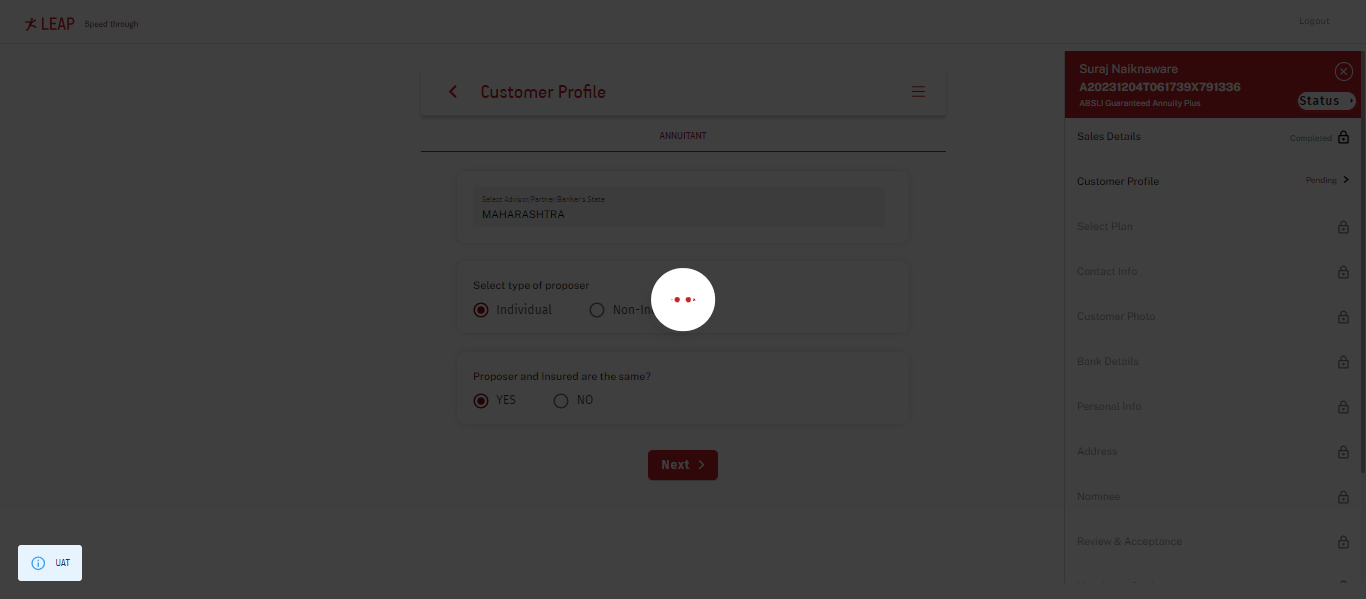 LEAP Speed through
Logout
Customer Profile
ANNUITANT
Select Advisor/Partner/Banker's State
MAHARASHTRA
Select type of proposer
Individual
Non-In
Proposer and Insured are the same?
YES
NO
Next
UAT
Suraj Naiknaware
A20231204T061739X791336
ABSLI Guaranteed Annuity Plus
Status
Sales Details Completed
Customer Profile Pending
Select Plan
Contact Info
Customer Photo
Bank Details
Personal Info
Address
Nominee
Review & Acceptance